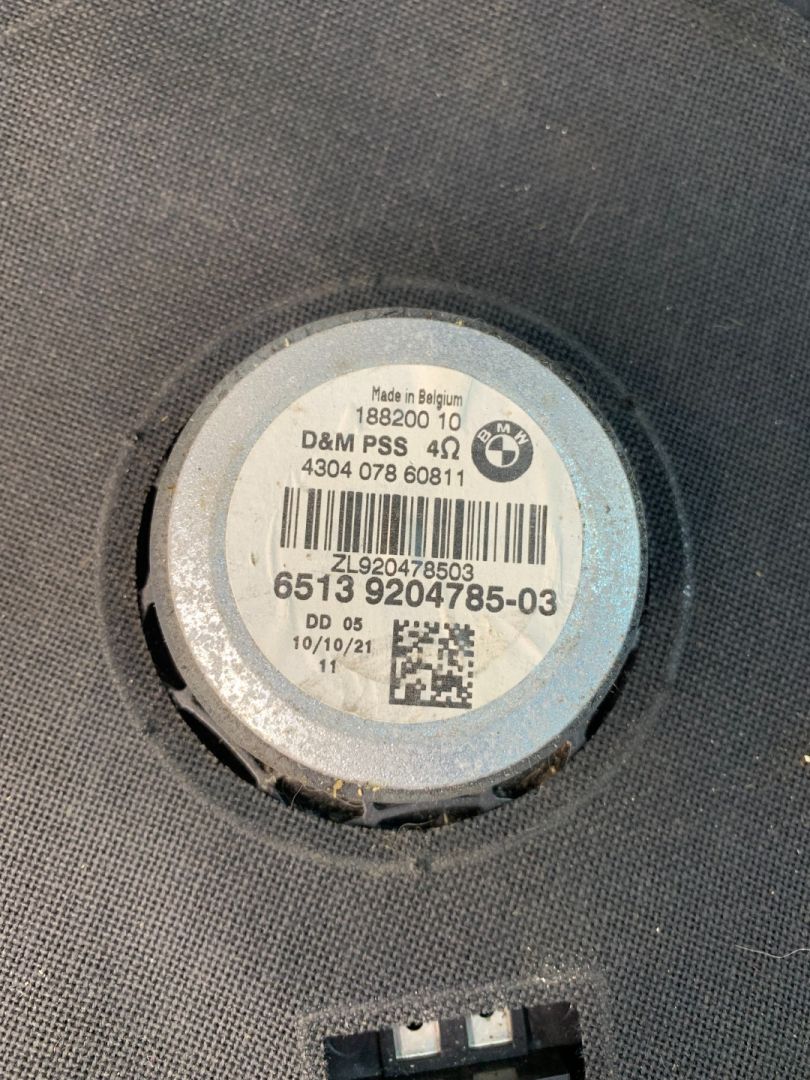 Made in Belgium
188200 10
D&M PSS 4Ω
BMW
4304 078 60811
ZL920478503
6513 9204785-03
DD 05
10/10/21
11